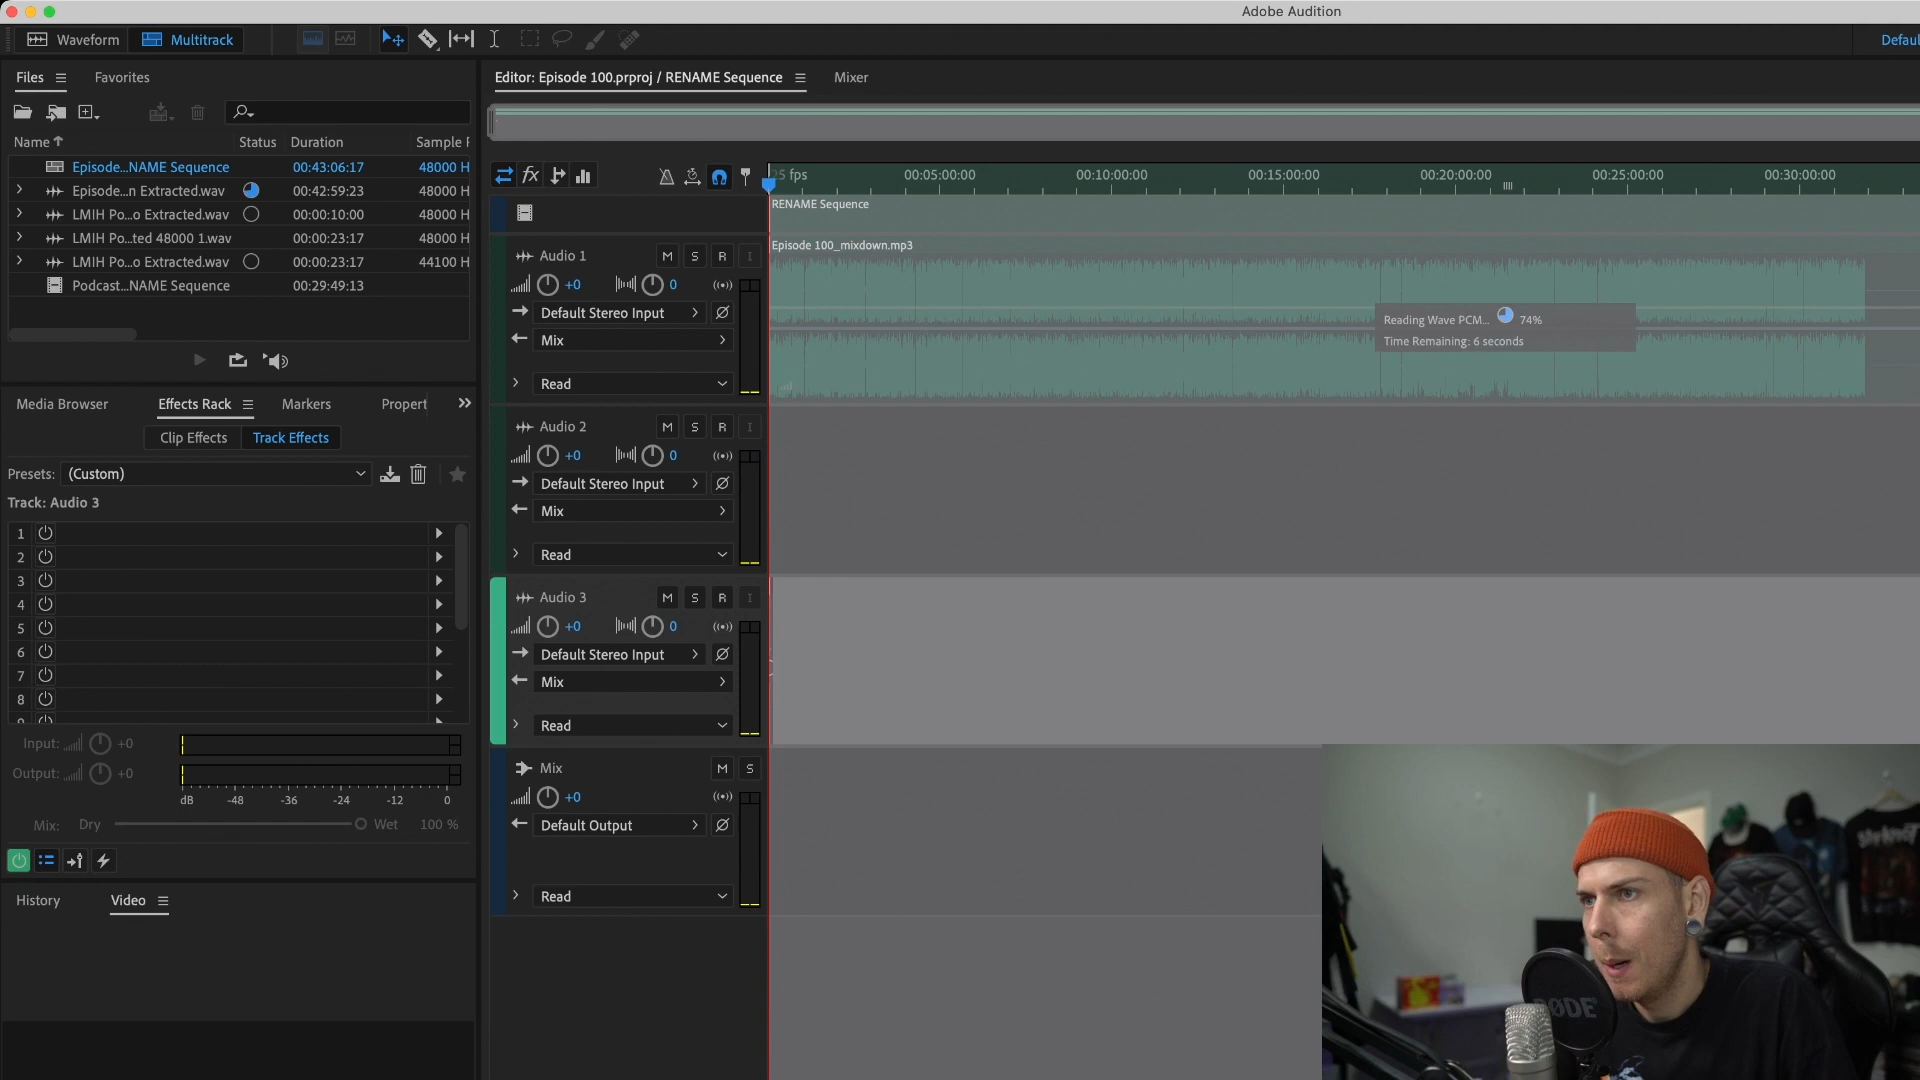 Adobe Audition
Waveform
Multitrack
Defaul
Files
Favorites
Name
Status
Duration
Sample F
Episode...NAME Sequence
00:43:06:17
48000 H
Episode...n Extracted.wav
00:42:59:23
48000 H
LMIH Po...o Extracted.wav
00:00:10:00
48000 H
LMIH Po...ted 48000 1.wav
00:00:23:17
48000 H
LMIH Po...o Extracted.wav
00:00:23:17
44100 H
Podcast...NAME Sequence
00:29:49:13
Media Browser
Effects Rack
Markers
Propert
Clip Effects
Track Effects
Presets:
(Custom)
Track: Audio 3
1
2
3
4
5
6
7
8
9
Input:
+0
Output:
+0
dB
-48
-36
-24
-12
0
Mix:
Dry
Wet
100 %
History
Video
Editor: Episode 100.prproj / RENAME Sequence
Mixer
fx
25 fps
00:05:00:00
00:10:00:00
00:15:00:00
00:20:00:00
00:25:00:00
00:30:00:00
RENAME Sequence
Audio 1
M
S
R
I
+0
0
Default Stereo Input
Mix
Read
Episode 100_mixdown.mp3
Reading Wave PCM...
74%
Time Remaining: 6 seconds
Audio 2
M
S
R
I
+0
0
Default Stereo Input
Mix
Read
Audio 3
M
S
R
I
+0
0
Default Stereo Input
Mix
Read
Mix
M
S
+0
Default Output
Read
RØDE